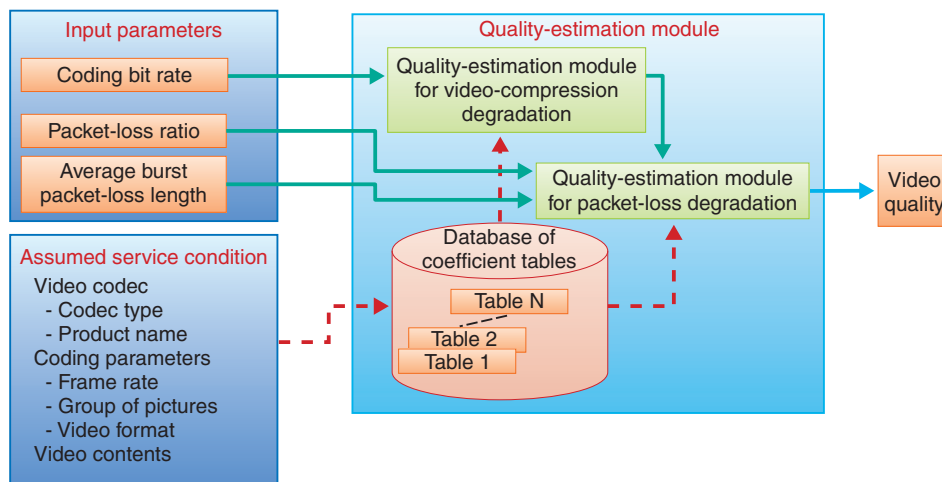 Input parameters
Coding bit rate
Packet-loss ratio
Average burst
packet-loss length
Assumed service condition
Video codec
- Codec type
- Product name
Coding parameters
- Frame rate
- Group of pictures
- Video format
Video contents
Quality-estimation module
Quality-estimation module
for video-compression
degradation
Quality-estimation module
for packet-loss degradation
Database of
coefficient tables
Table N
Table 2
Table 1
Video
quality